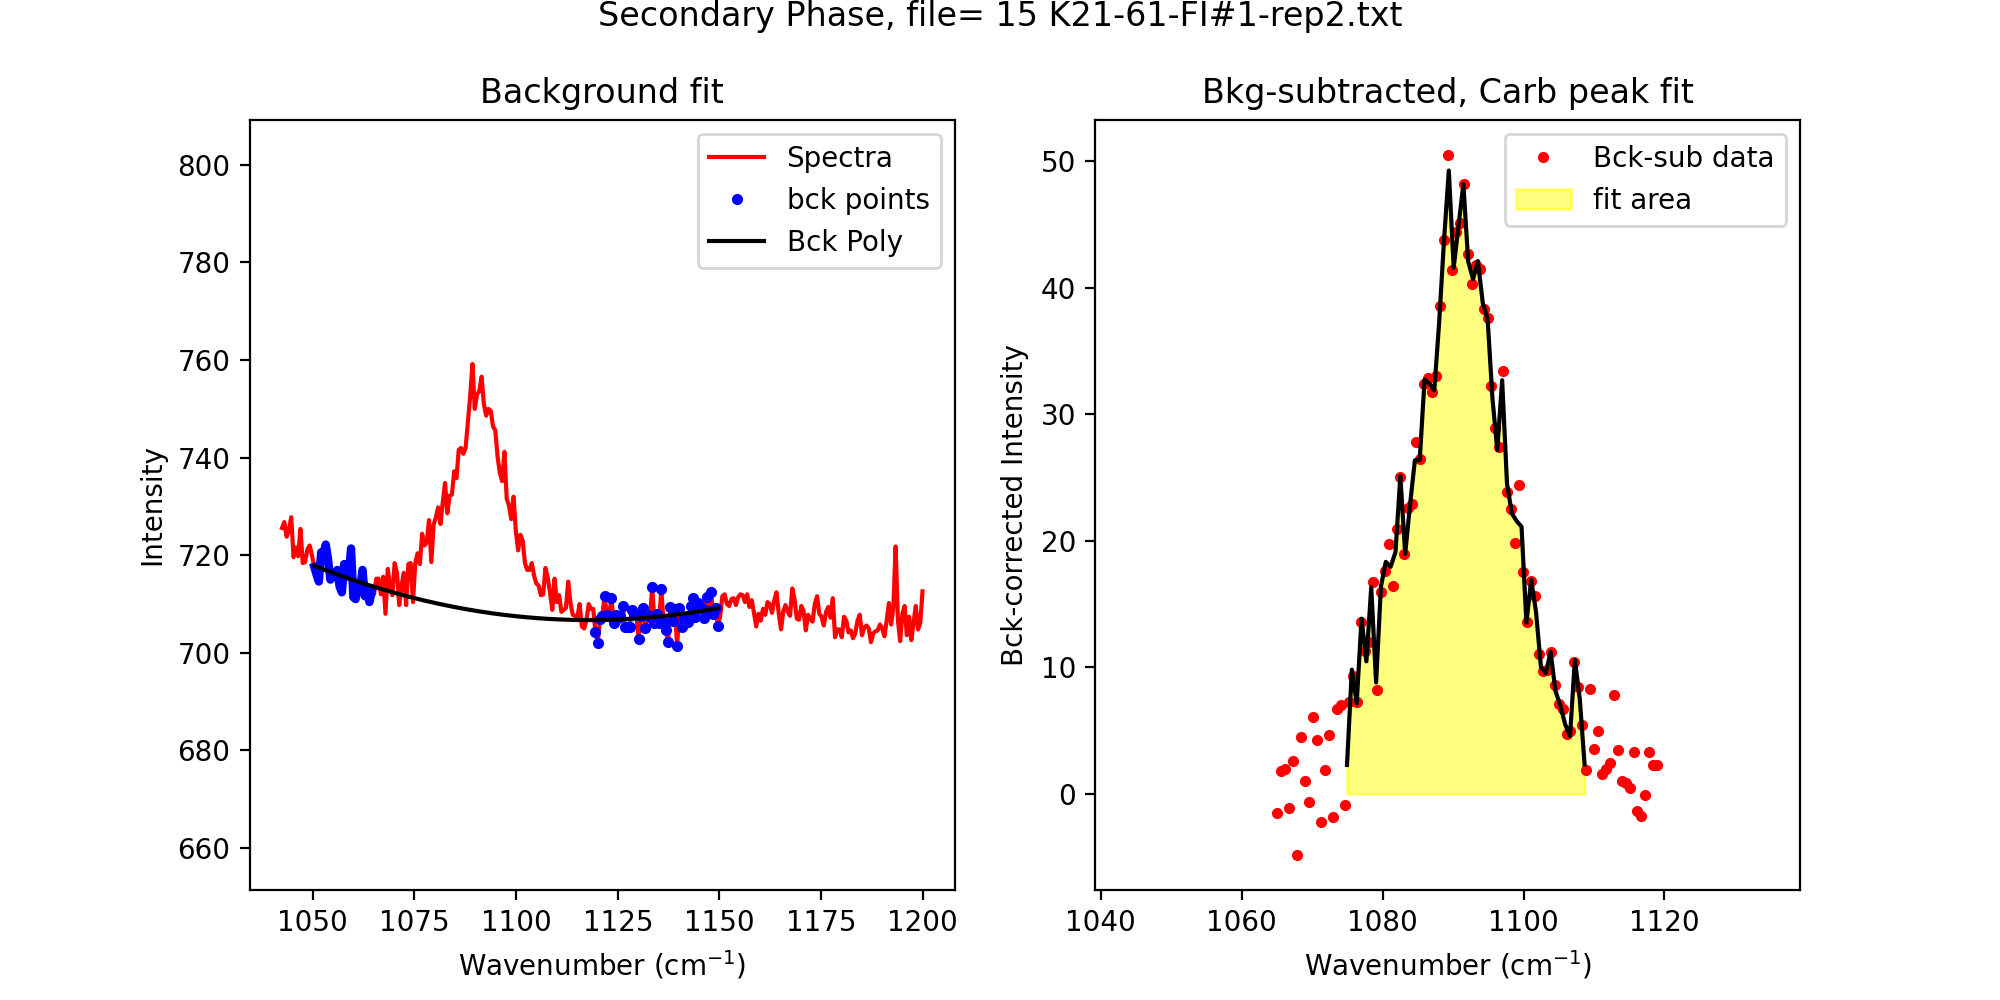 Secondary Phase, file= 15 K21-61-FI#1-rep2.txt
Background fit
Intensity
800
780
760
740
720
700
680
660
Spectra
bck points
Bck Poly
1050 1075 1100 1125 1150 1175 1200
Wavenumber (cm⁻¹)
Bkg-subtracted, Carb peak fit
Bck-corrected Intensity
50
40
30
20
10
0
Bck-sub data
fit area
1040 1060 1080 1100 1120
Wavenumber (cm⁻¹)